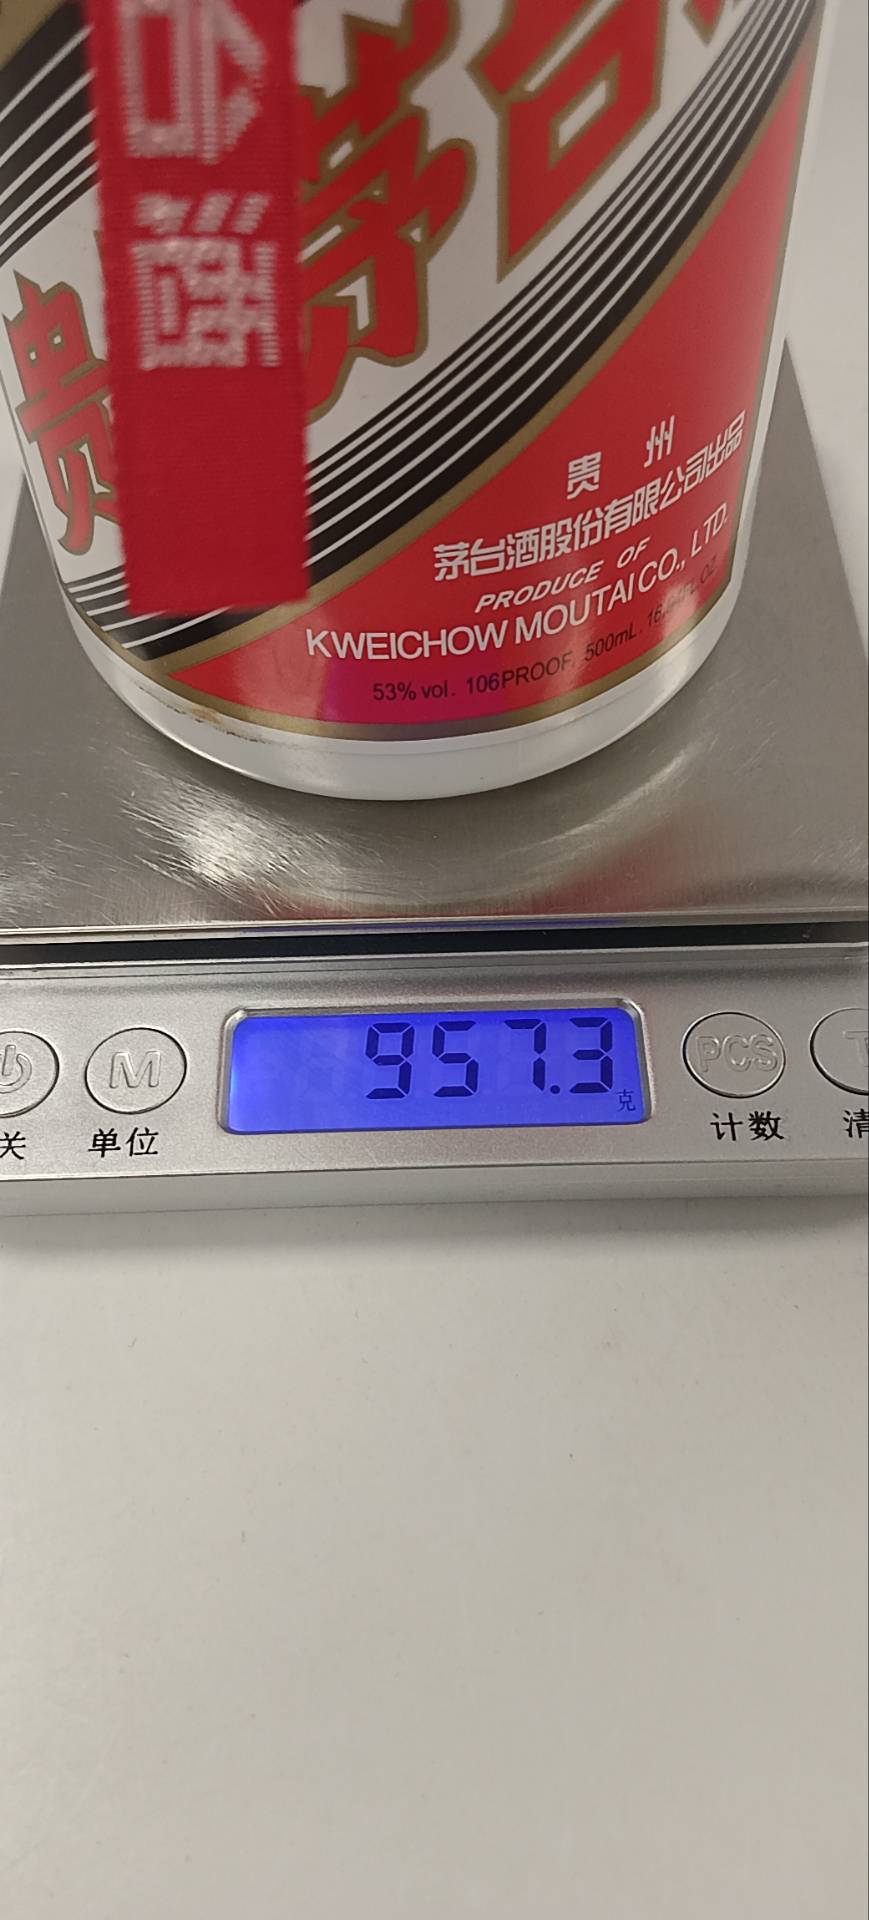 贵
茅
台
贵 州
茅台酒股份有限公司出品
PRODUCE OF
KWEICHOW MOUTAI CO., LTD.
53% vol. 106PROOF. 500mL.
957.3
克
M
PCS
T
关
单位
计数
清